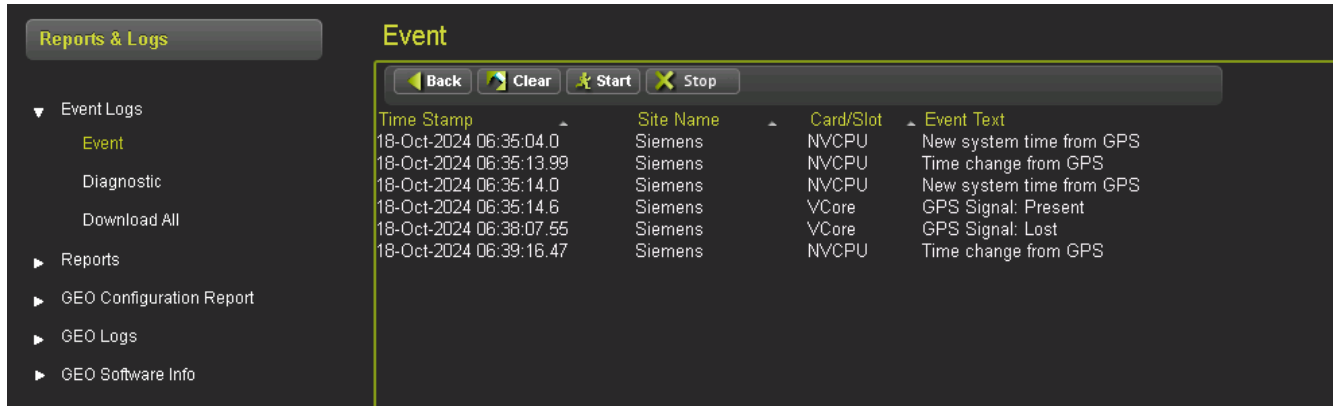 Reports & Logs
Event Logs
Event
Diagnostic
Download All
Reports
GEO Configuration Report
GEO Logs
GEO Software Info
Event
Back Clear Start Stop
Time Stamp Site Name Card/Slot Event Text
18-Oct-2024 06:35:04.0 Siemens NVCPU New system time from GPS
18-Oct-2024 06:35:13.99 Siemens NVCPU Time change from GPS
18-Oct-2024 06:35:14.0 Siemens NVCPU New system time from GPS
18-Oct-2024 06:35:14.6 Siemens VCore GPS Signal: Present
18-Oct-2024 06:38:07.55 Siemens VCore GPS Signal: Lost
18-Oct-2024 06:39:16.47 Siemens NVCPU Time change from GPS